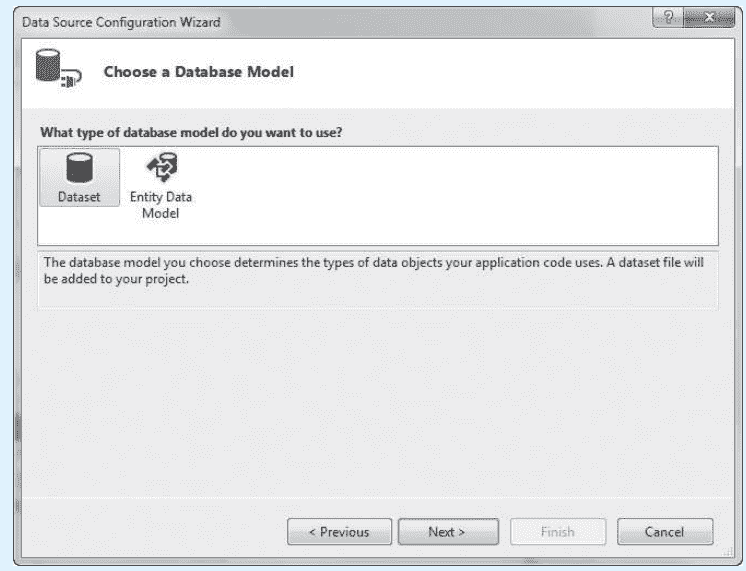 Data Source Configuration Wizard
?
Choose a Database Model
What type of database model do you want to use?
Dataset
Entity Data
Model
The database model you choose determines the types of data objects your application code uses. A dataset file will
be added to your project.
< Previous
Next >
Finish
Cancel